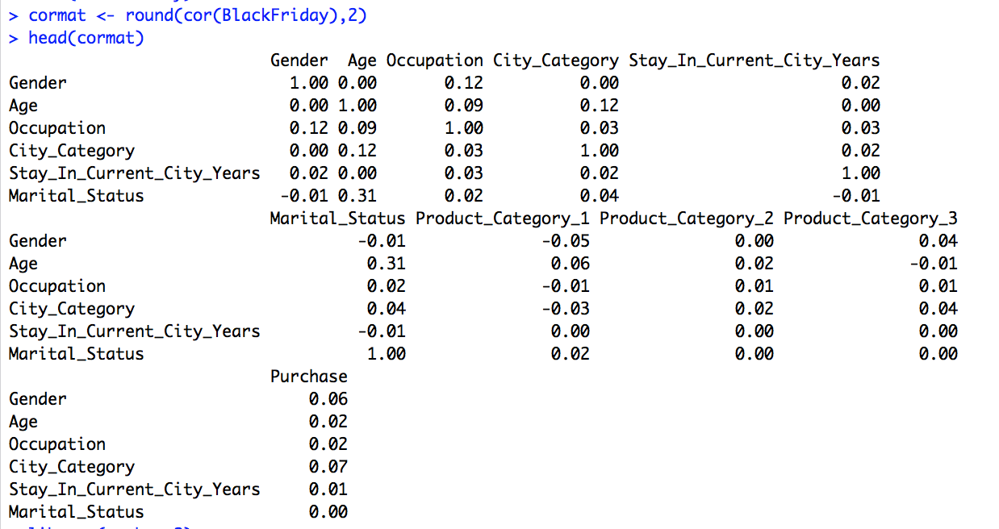 > cormat <- round(cor(BlackFriday),2)
> head(cormat)
Gender Age Occupation City_Category Stay_In_Current_City_Years
Gender 1.00 0.00 0.12 0.00 0.02
Age 0.00 1.00 0.09 0.12 0.00
Occupation 0.12 0.09 1.00 0.03 0.03
City_Category 0.00 0.12 0.03 1.00 0.02
Stay_In_Current_City_Years 0.02 0.00 0.03 0.02 1.00
Marital_Status -0.01 0.31 0.02 0.04 -0.01
Marital_Status Product_Category_1 Product_Category_2 Product_Category_3
Gender -0.01 -0.05 0.00 0.04
Age 0.31 0.06 0.02 -0.01
Occupation 0.02 -0.01 0.01 0.01
City_Category 0.04 -0.03 0.02 0.04
Stay_In_Current_City_Years -0.01 0.00 0.00 0.00
Marital_Status 1.00 0.02 0.00 0.00
Purchase
Gender 0.06
Age 0.02
Occupation 0.02
City_Category 0.07
Stay_In_Current_City_Years 0.01
Marital_Status 0.00